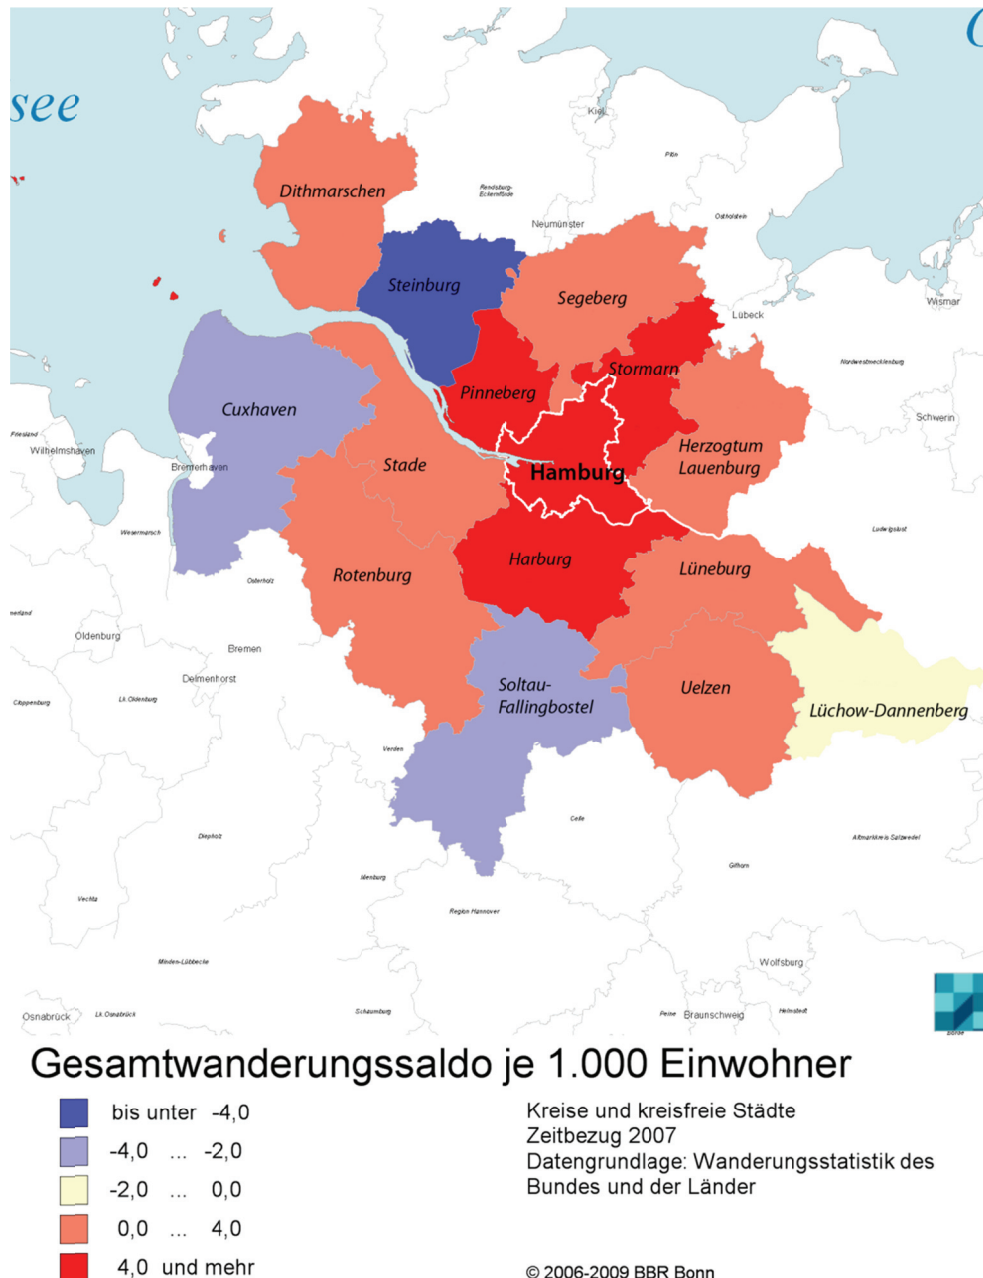 O
see
Kiel
Plön
Dithmarschen
Rendsburg-
Eckernförde
Ostholstein
Neumünster
Steinburg
Segeberg
Wismar
Lübeck
Nordwestmecklenburg
Stormarn
Pinneberg
Cuxhaven
Schwerin
Friesland
Wilhelmshaven
Bremerhaven
Stade
Herzogtum
Lauenburg
Hamburg
Wesermarsch
Ludwigslust
Harburg
Lüneburg
Rotenburg
Osterholz
mmerland
Oldenburg
Bremen
Delmenhorst
Soltau-
Fallingbostel
Uelzen
Lüchow-Dannenberg
Cloppenburg
Lk. Oldenburg
Verden
Celle
Diepholz
Altmarkkreis Salzwedel
Gifhorn
Nienburg
Vechta
Region Hannover
Minden-Lübbecke
Wolfsburg
Osnabrück
Lk. Osnabrück
Schaumburg
Peine
Braunschweig
Helmstedt
Börde
Gesamtwanderungssaldo je 1.000 Einwohner
bis unter -4,0
-4,0 ... -2,0
-2,0 ... 0,0
0,0 ... 4,0
4,0 und mehr
Kreise und kreisfreie Städte
Zeitbezug 2007
Datengrundlage: Wanderungsstatistik des
Bundes und der Länder
© 2006-2009 BBR Bonn